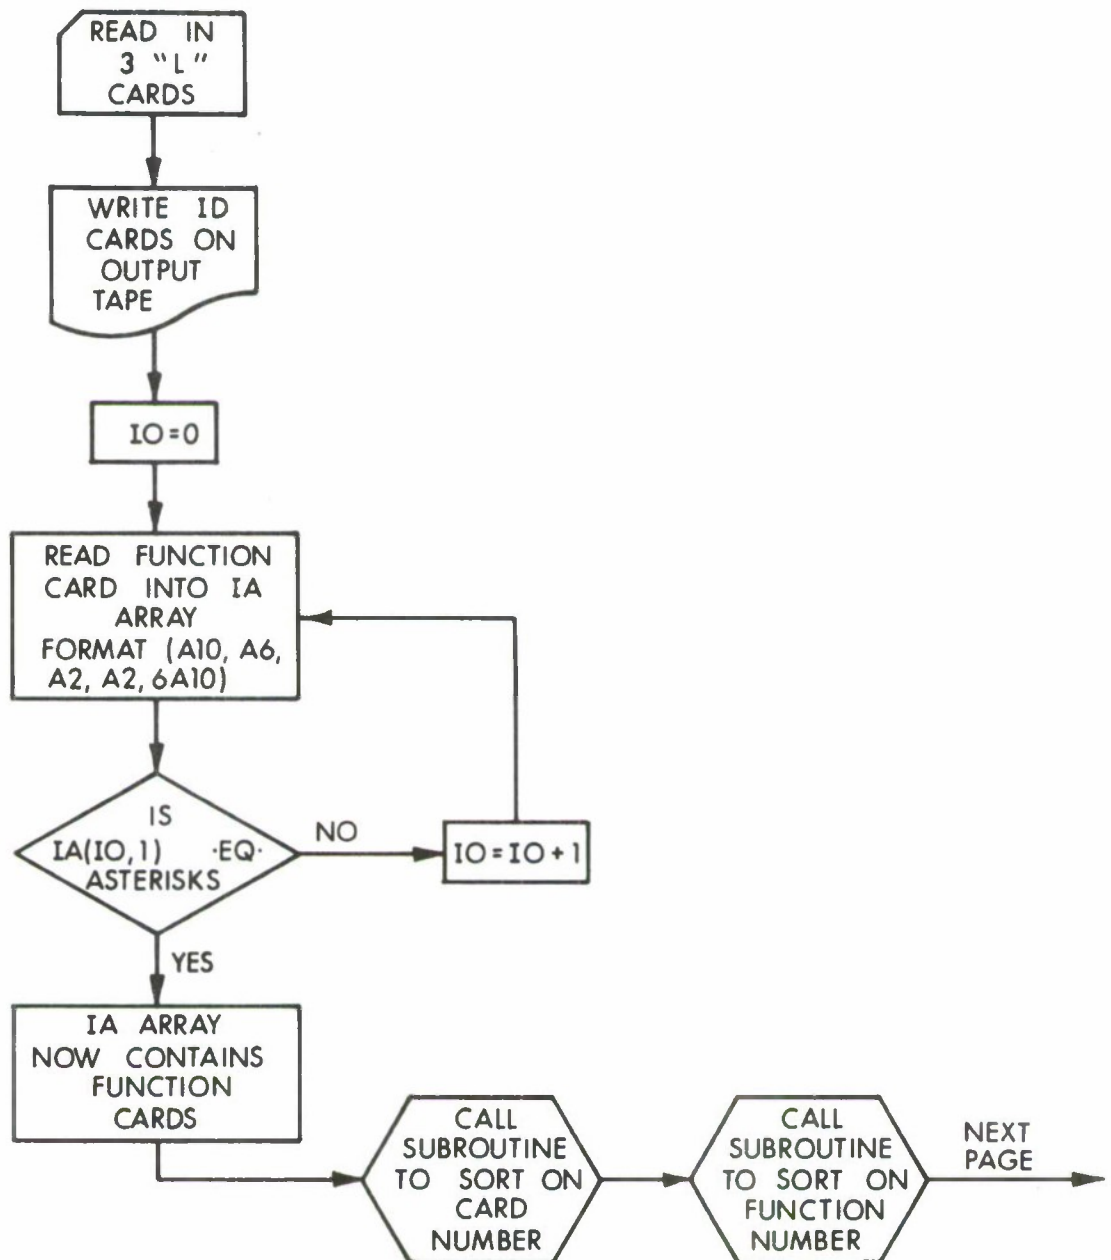 READ IN
3 "L"
CARDS
WRITE ID
CARDS ON
OUTPUT
TAPE
IO=0
READ FUNCTION
CARD INTO IA
ARRAY
FORMAT (A10, A6,
A2, A2, 6A10)
IS
IA(IO,1) ·EQ·
ASTERISKS
NO
IO=IO+1
YES
IA ARRAY
NOW CONTAINS
FUNCTION
CARDS
CALL
SUBROUTINE
TO SORT ON
CARD
NUMBER
CALL
SUBROUTINE
TO SORT ON
FUNCTION
NUMBER
NEXT
PAGE